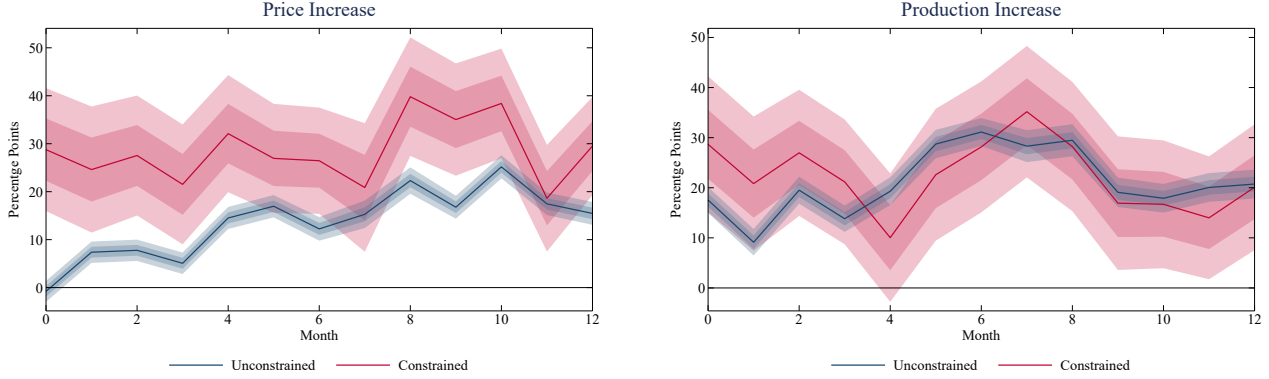 Price Increase
50
40
30
20
10
0
Percentge Points
0 2 4 6 8 10 12
Month
Unconstrained Constrained
Production Increase
50
40
30
20
10
0
Percentge Points
0 2 4 6 8 10 12
Month
Unconstrained Constrained